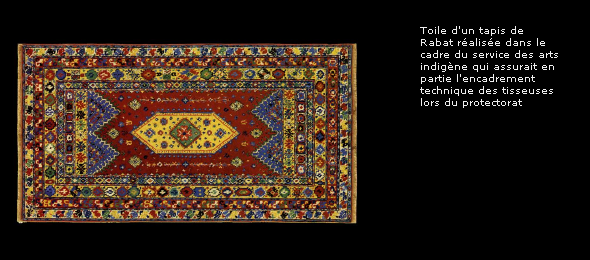 Toile d'un tapis de
Rabat réalisée dans le
cadre du service des arts
indigène qui assurait en
partie l'encadrement
technique des tisseuses
lors du protectorat